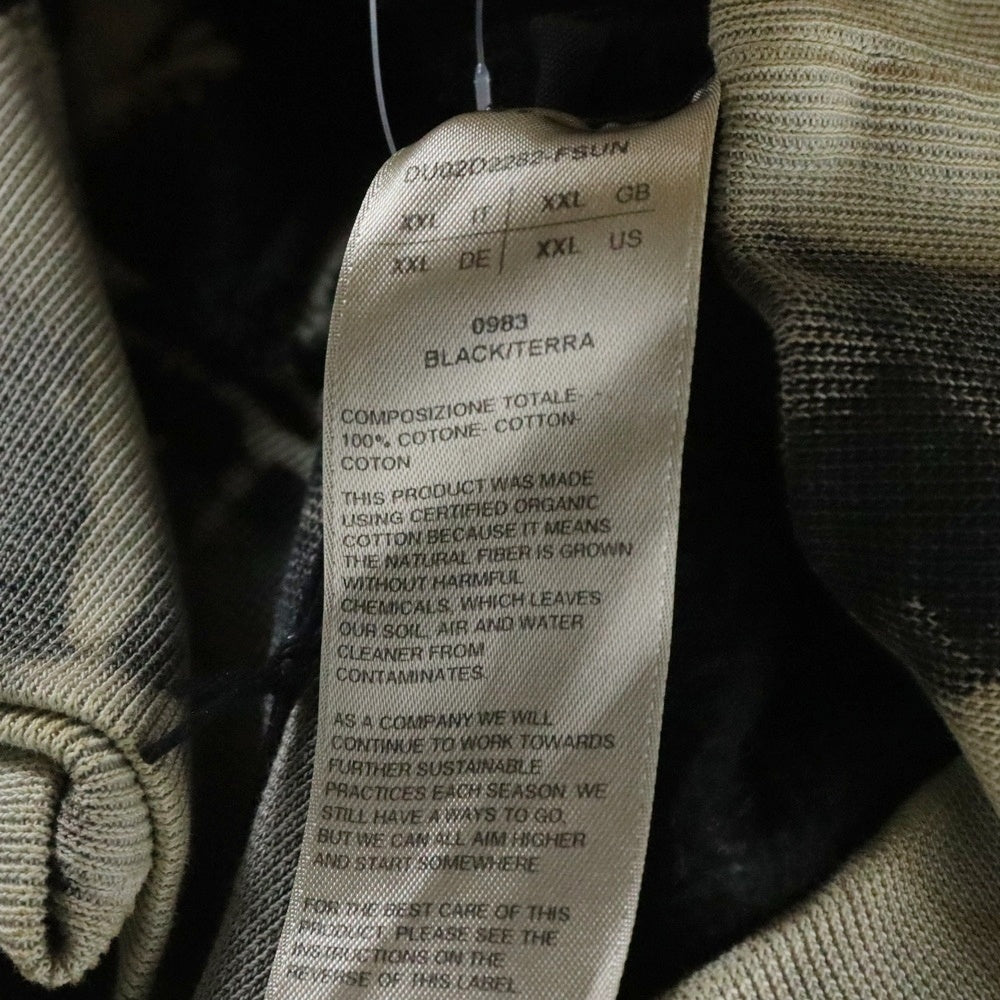 DU02D2282-FSUN
XXL IT XXL GB
XXL DE XXL US
0983
BLACK/TERRA
COMPOSIZIONE TOTALE-
100% COTONE- COTTON-
COTON
THIS PRODUCT WAS MADE
USING CERTIFIED ORGANIC
COTTON BECAUSE IT MEANS
THE NATURAL FIBER IS GROWN
WITHOUT HARMFUL
CHEMICALS, WHICH LEAVES
OUR SOIL, AIR AND WATER
CLEANER FROM
CONTAMINATES.
AS A COMPANY WE WILL
CONTINUE TO WORK TOWARDS
FURTHER SUSTAINABLE
PRACTICES EACH SEASON. WE
STILL HAVE A WAYS TO GO,
BUT WE CAN ALL AIM HIGHER
AND START SOMEWHERE
FOR THE BEST CARE OF THIS
PRODUCT, PLEASE SEE THE
INSTRUCTIONS ON THE
REVERSE OF THIS LABEL.